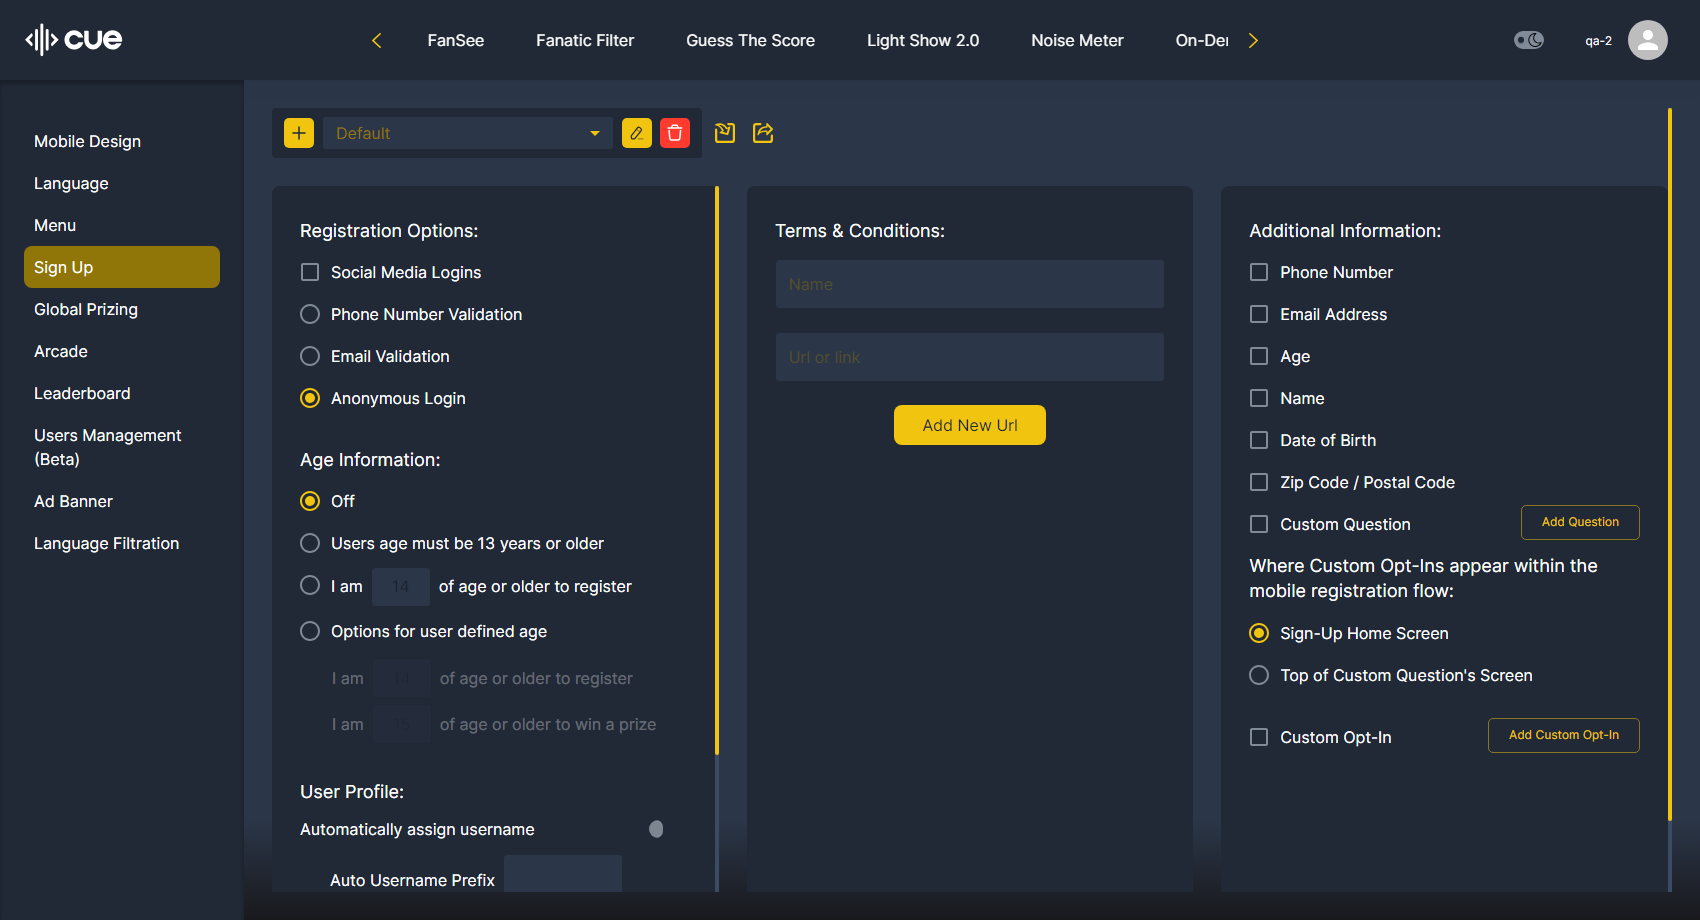 cue
FanSee
Fanatic Filter
Guess The Score
Light Show 2.0
Noise Meter
On-Der
qa-2
Mobile Design
Language
Menu
Sign Up
Global Prizing
Arcade
Leaderboard
Users Management
(Beta)
Ad Banner
Language Filtration
Default
Registration Options:
Social Media Logins
Phone Number Validation
Email Validation
Anonymous Login
Age Information:
Off
Users age must be 13 years or older
I am 14 of age or older to register
Options for user defined age
I am of age or older to register
I am of age or older to win a prize
User Profile:
Automatically assign username
Auto Username Prefix
Terms & Conditions:
Name
Url or link
Add New Url
Additional Information:
Phone Number
Email Address
Age
Name
Date of Birth
Zip Code / Postal Code
Custom Question
Add Question
Where Custom Opt-Ins appear within the
mobile registration flow:
Sign-Up Home Screen
Top of Custom Question's Screen
Custom Opt-In
Add Custom Opt-In